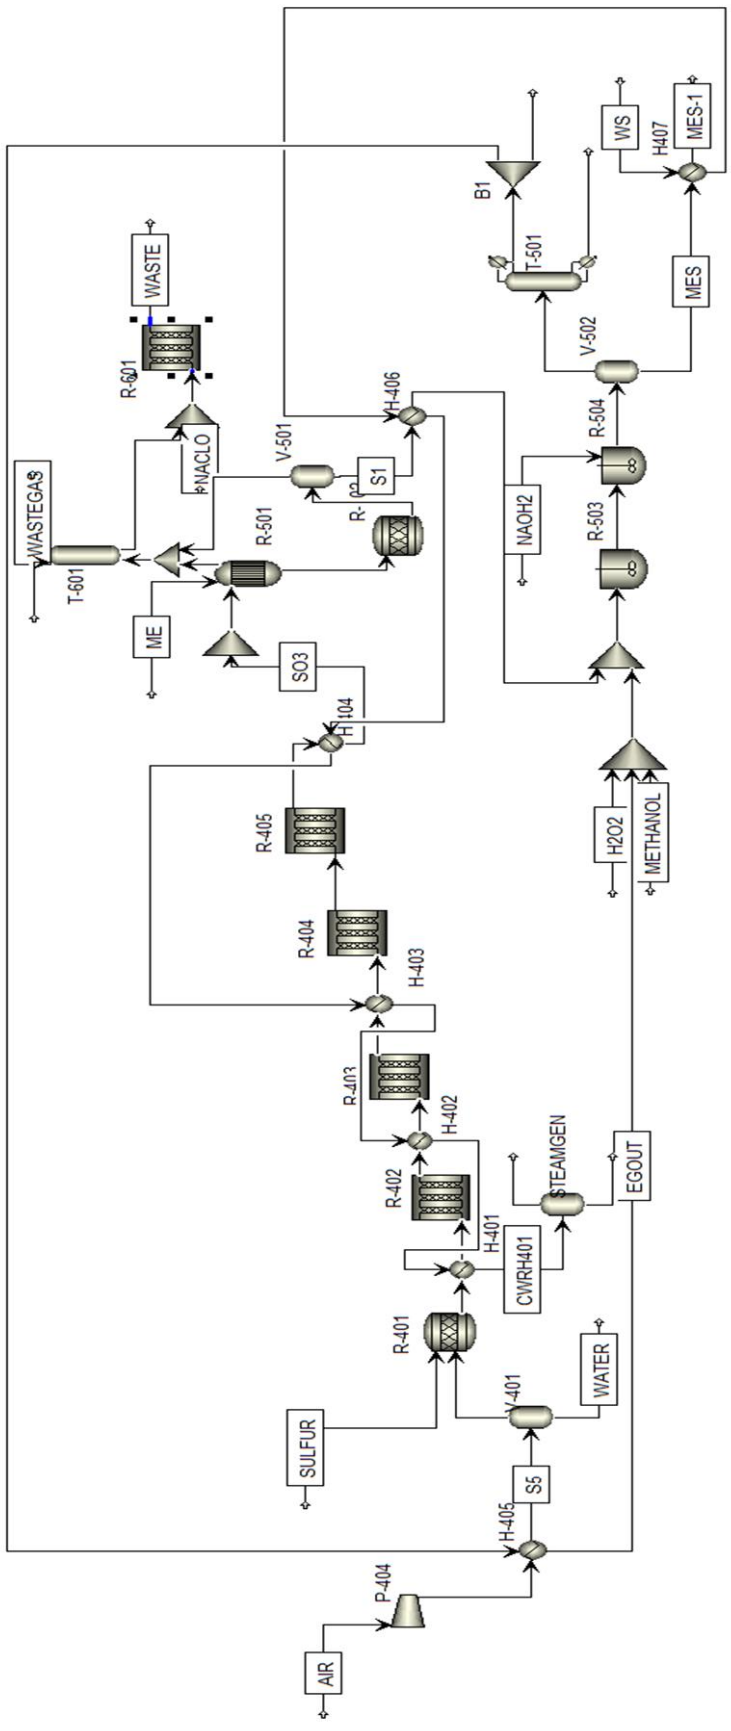 AIR
P-404
H-405
S5
V-401
WATER
SULFUR
R-401
H-401
CWRH401
STEAMGEN
EGOUT
R-402
H-402
R-403
H-403
R-404
R-405
H2O2
METHANOL
SO3
ME
R-501
T-601
WASTEGAS
V-501
S1
H-406
NACLO
R-601
WASTE
NAOH2
R-503
R-504
V-502
T-501
B1
MES
H407
WS
MES-1